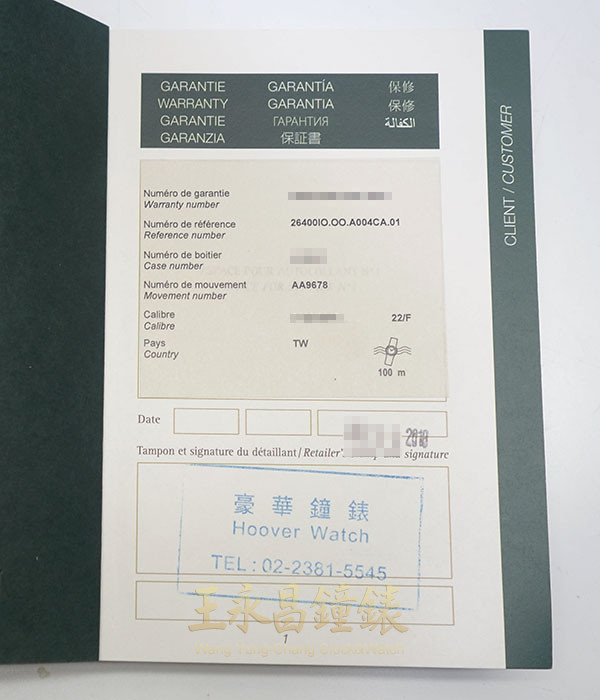 GARANTIE GARANTÍA 保修
WARRANTY GARANTIA 保修
GARANTIE ГАРАНТИЯ الكفالة
GARANZIA 保証書
CLIENT / CUSTOMER
Numéro de garantie
Warranty number
Numéro de référence 26400IO.OO.A004CA.01
Reference number
Numéro de boitier
Case number
Numéro de mouvement AA9678
Movement number
Calibre 22/F
Calibre
Pays TW
Country
100 m
Date
2018
Tampon et signature du détaillant / Retailer's signature
豪華鐘錶
Hoover Watch
TEL : 02-2381-5545
王永昌鐘錶
1